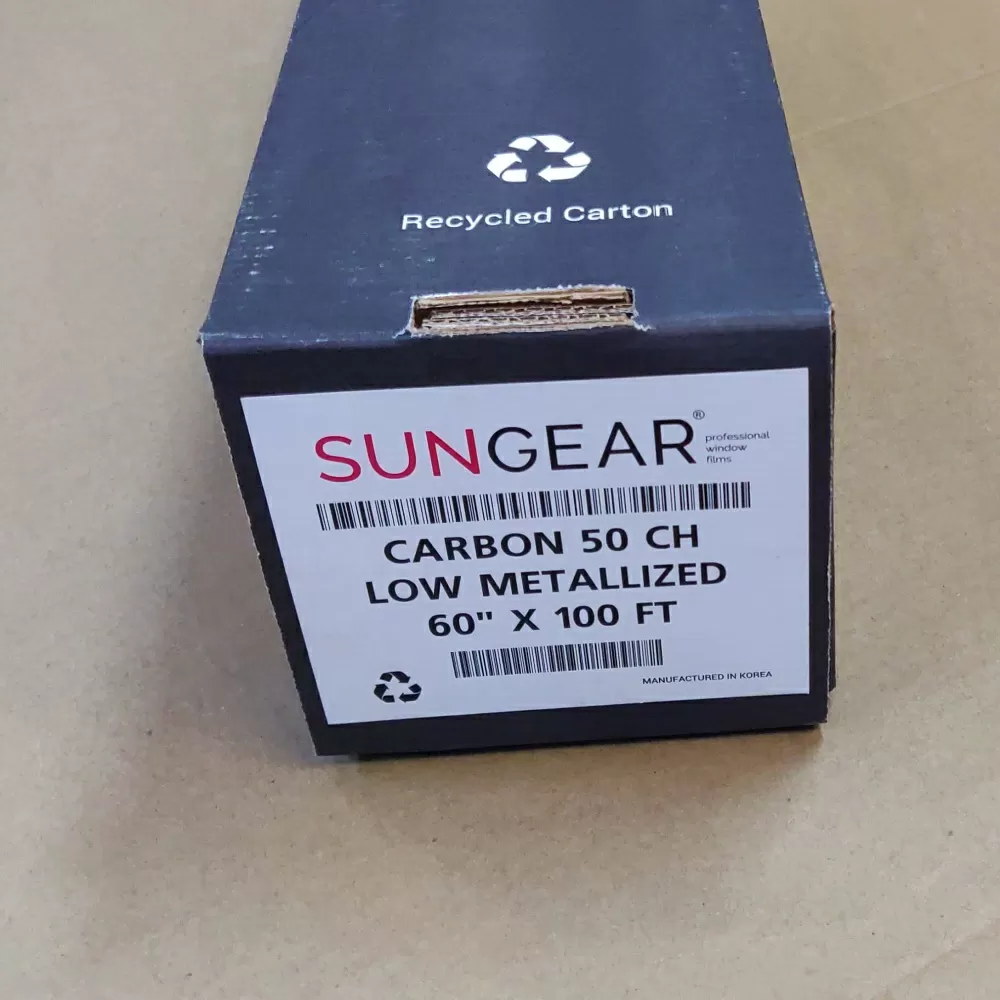 Recycled Carton
SUNGEAR®
professional
window
films
CARBON 50 CH
LOW METALLIZED
60" X 100 FT
MANUFACTURED IN KOREA